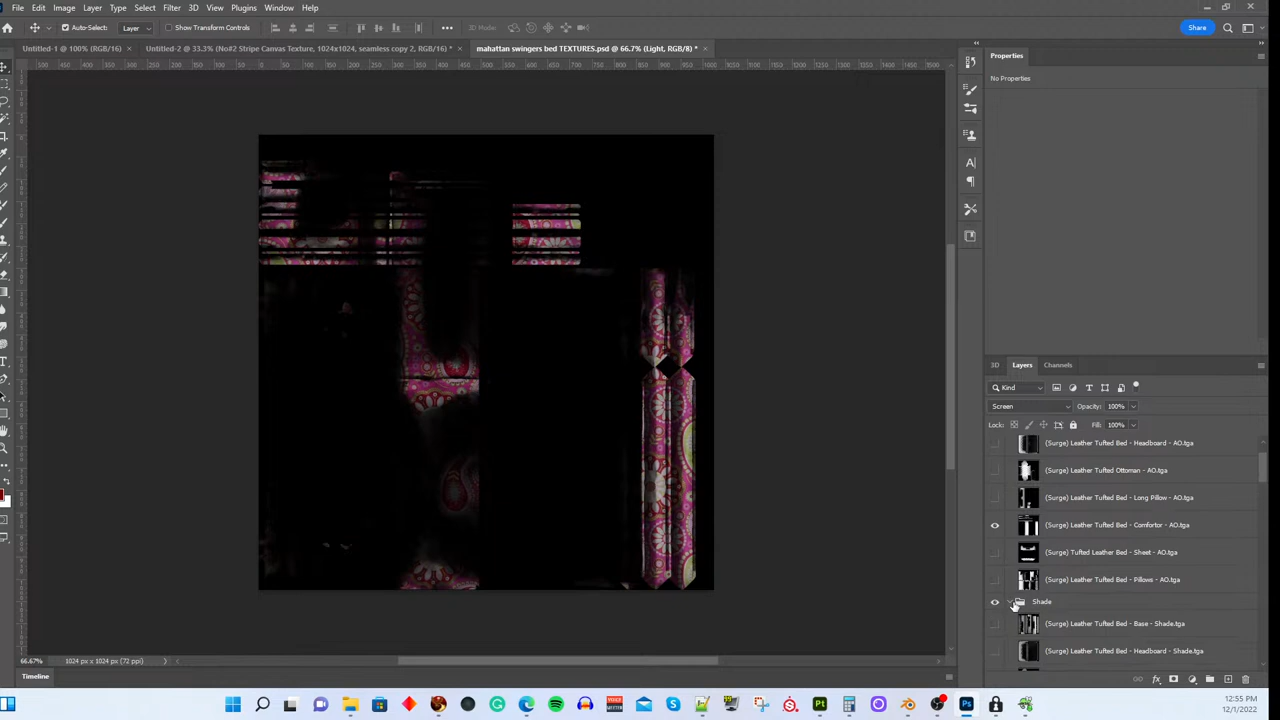 File Edit Image Layer Type Select Filter 3D View Plugins Window Help
Auto-Select: Layer Show Transform Controls 3D Mode: Share
Untitled-1 @ 100% (RGB/16) × Untitled-2 @ 33.3% (No#2 Stripe Canvas Texture, 1024x1024, seamless copy 2, RGB/16) * × mahattan swingers bed TEXTURES.psd @ 66.7% (Light, RGB/8) * ×
Properties
No Properties
3D Layers Channels
Kind
Screen Opacity: 100%
Lock: Fill: 100%
(Surge) Leather Tufted Bed - Headboard - AO.tga
(Surge) Leather Tufted Ottoman - AO.tga
(Surge) Leather Tufted Bed - Long Pillow - AO.tga
(Surge) Leather Tufted Bed - Comfortor - AO.tga
(Surge) Tufted Leather Bed - Sheet - AO.tga
(Surge) Leather Tufted Bed - Pillows - AO.tga
Shade
(Surge) Leather Tufted Bed - Base - Shade.tga
(Surge) Leather Tufted Bed - Headboard - Shade.tga
66.67% 1024 px x 1024 px (72 ppi)
Timeline
12:55 PM
12/1/2022